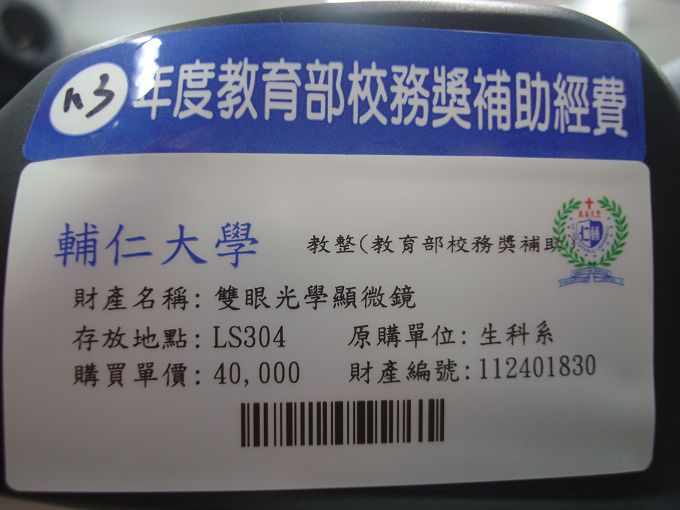 113年度教育部校務獎補助經費
輔仁大學
教整(教育部校務獎補助
財產名稱: 雙眼光學顯微鏡
存放地點: LS304 原購單位: 生科系
購買單價: 40,000 財產編號: 112401830